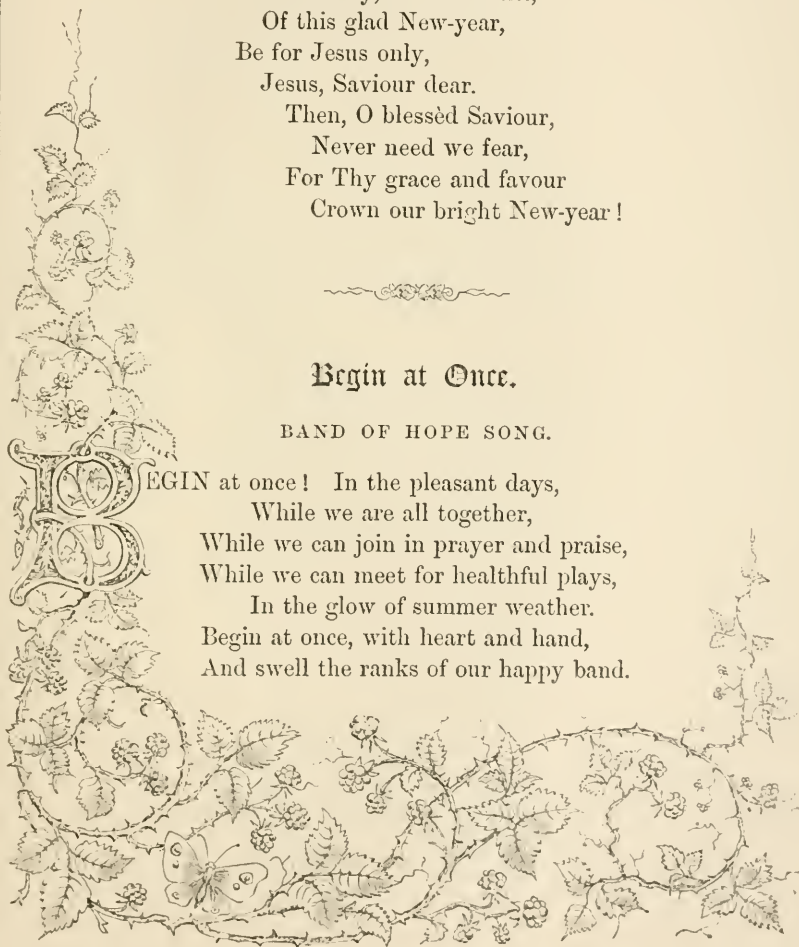 Of this glad New-year,
Be for Jesus only,
Jesus, Saviour dear.
Then, O blessèd Saviour,
Never need we fear,
For Thy grace and favour
Crown our bright New-year!
Begin at Once.
BAND OF HOPE SONG.
BEGIN at once! In the pleasant days,
While we are all together,
While we can join in prayer and praise,
While we can meet for healthful plays,
In the glow of summer weather.
Begin at once, with heart and hand,
And swell the ranks of our happy band.